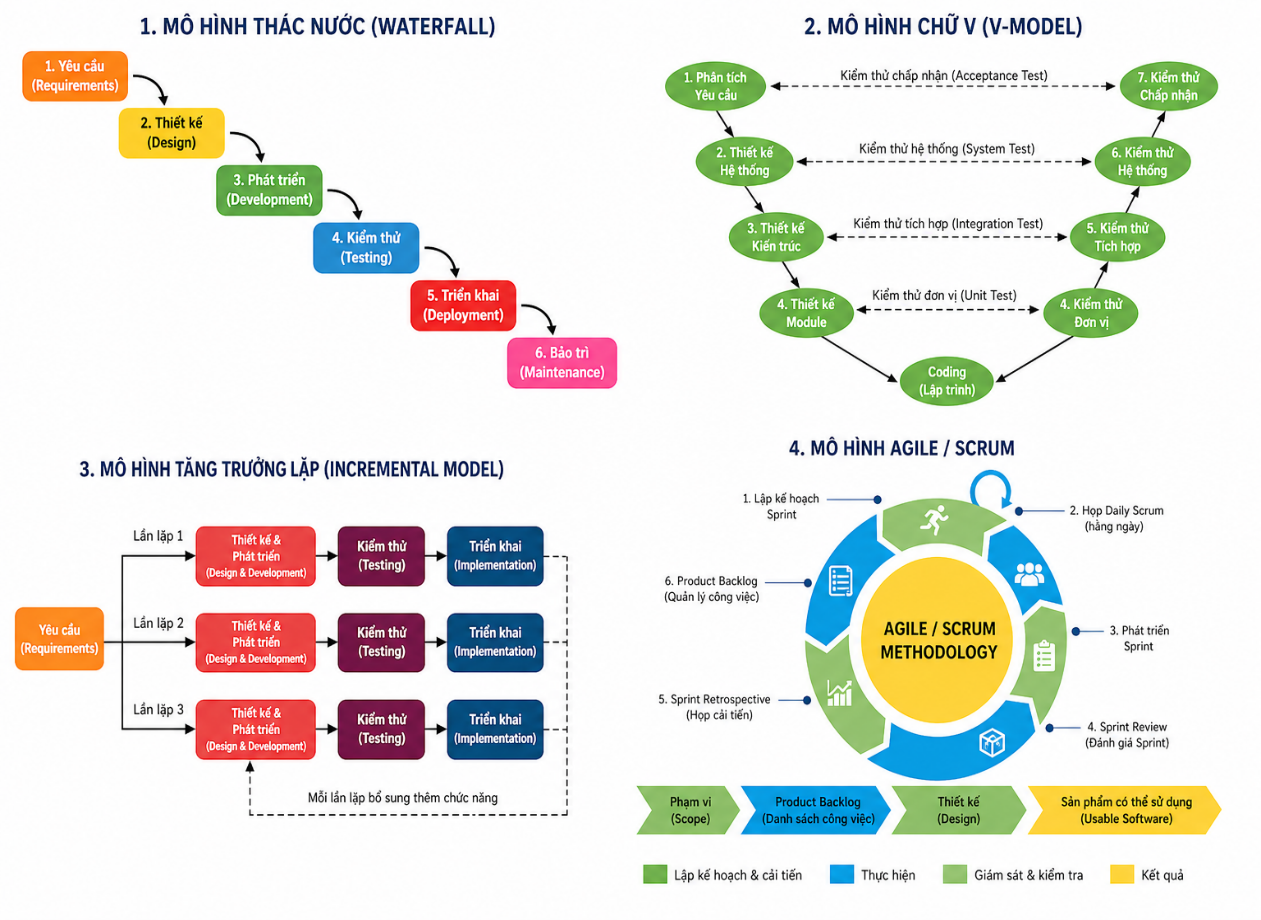 1. MÔ HÌNH THÁC NƯỚC (WATERFALL)
1. Yêu cầu
(Requirements)
2. Thiết kế
(Design)
3. Phát triển
(Development)
4. Kiểm thử
(Testing)
5. Triển khai
(Deployment)
6. Bảo trì
(Maintenance)
2. MÔ HÌNH CHỮ V (V-MODEL)
1. Phân tích
Yêu cầu
Kiểm thử chấp nhận (Acceptance Test)
7. Kiểm thử
Chấp nhận
2. Thiết kế
Hệ thống
Kiểm thử hệ thống (System Test)
6. Kiểm thử
Hệ thống
3. Thiết kế
Kiến trúc
Kiểm thử tích hợp (Integration Test)
5. Kiểm thử
Tích hợp
4. Thiết kế
Module
Kiểm thử đơn vị (Unit Test)
4. Kiểm thử
Đơn vị
Coding
(Lập trình)
3. MÔ HÌNH TĂNG TRƯỞNG LẶP (INCREMENTAL MODEL)
Yêu cầu
(Requirements)
Lần lặp 1
Thiết kế &
Phát triển
(Design & Development)
Kiểm thử
(Testing)
Triển khai
(Implementation)
Lần lặp 2
Thiết kế &
Phát triển
(Design & Development)
Kiểm thử
(Testing)
Triển khai
(Implementation)
Lần lặp 3
Thiết kế &
Phát triển
(Design & Development)
Kiểm thử
(Testing)
Triển khai
(Implementation)
Mỗi lần lặp bổ sung thêm chức năng
4. MÔ HÌNH AGILE / SCRUM
1. Lập kế hoạch
Sprint
2. Họp Daily Scrum
(hằng ngày)
3. Phát triển
Sprint
4. Sprint Review
(Đánh giá Sprint)
5. Sprint Retrospective
(Họp cải tiến)
6. Product Backlog
(Quản lý công việc)
AGILE / SCRUM
METHODOLOGY
Phạm vi
(Scope)
Product Backlog
(Danh sách công việc)
Thiết kế
(Design)
Sản phẩm có thể sử dụng
(Usable Software)
Lập kế hoạch & cải tiến
Thực hiện
Giám sát & kiểm tra
Kết quả